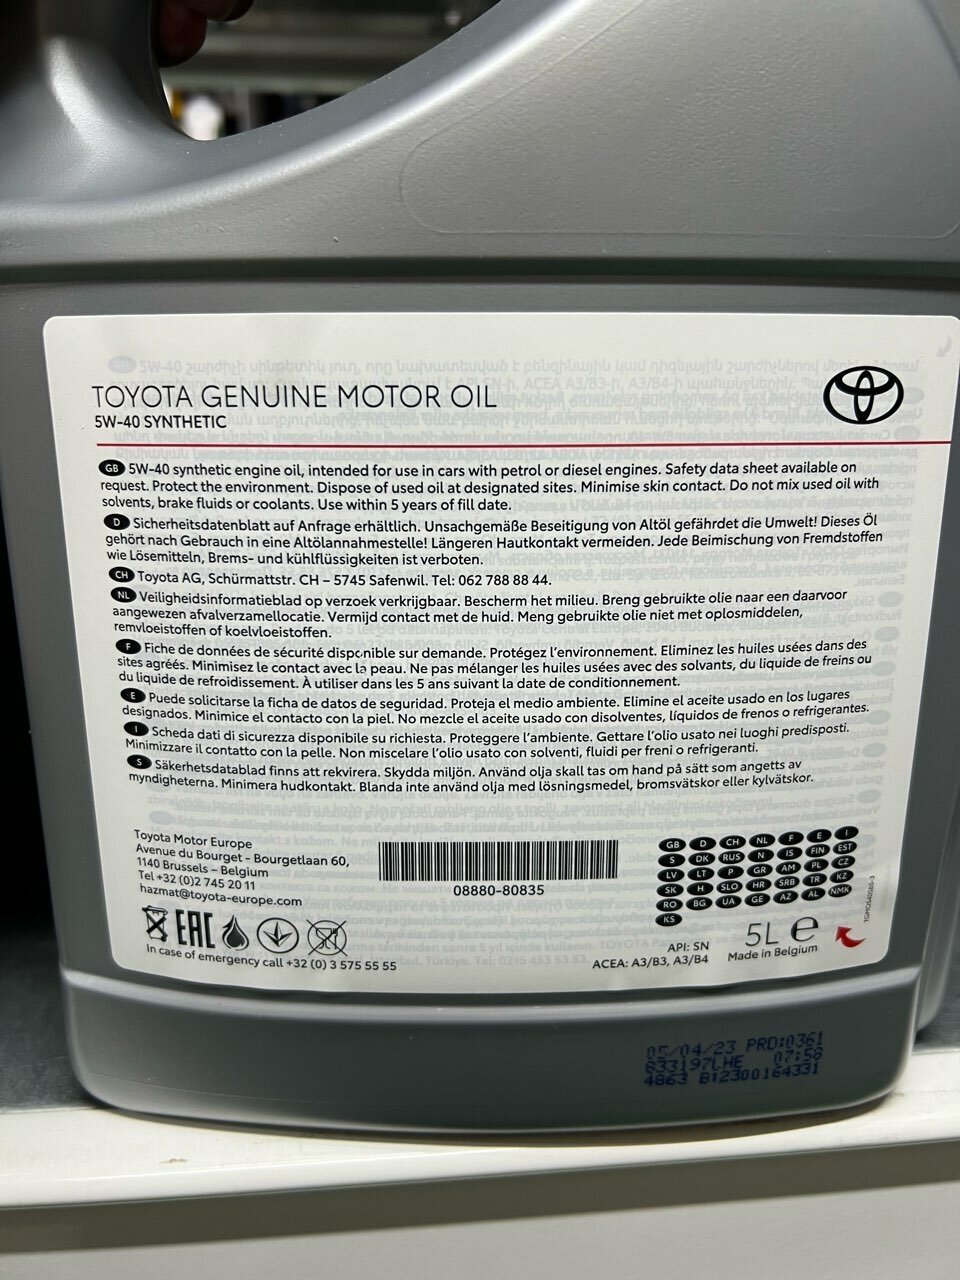 TOYOTA GENUINE MOTOR OIL
5W-40 SYNTHETIC
GB 5W-40 synthetic engine oil, intended for use in cars with petrol or diesel engines. Safety data sheet available on
request. Protect the environment. Dispose of used oil at designated sites. Minimise skin contact. Do not mix used oil with
solvents, brake fluids or coolants. Use within 5 years of fill date.
D Sicherheitsdatenblatt auf Anfrage erhältlich. Unsachgemäße Beseitigung von Altöl gefährdet die Umwelt! Dieses Öl
gehört nach Gebrauch in eine Altölannahmestelle! Längeren Hautkontakt vermeiden. Jede Beimischung von Fremdstoffen
wie Lösemitteln, Brems- und kühlflüssigkeiten ist verboten.
CH Toyota AG, Schürmattstr. CH – 5745 Safenwil. Tel: 062 788 88 44.
NL Veiligheidsinformatieblad op verzoek verkrijgbaar. Bescherm het milieu. Breng gebruikte olie naar een daarvoor
aangewezen afvalverzamellocatie. Vermijd contact met de huid. Meng gebruikte olie niet met oplosmiddelen,
remvloeistoffen of koelvloeistoffen.
F Fiche de données de sécurité disponible sur demande. Protégez l'environnement. Eliminez les huiles usées dans des
sites agréés. Minimisez le contact avec la peau. Ne pas mélanger les huiles usées avec des solvants, du liquide de freins ou
du liquide de refroidissement. À utiliser dans les 5 ans suivant la date de conditionnement.
E Puede solicitarse la ficha de datos de seguridad. Proteja el medio ambiente. Elimine el aceite usado en los lugares
designados. Minimice el contacto con la piel. No mezcle el aceite usado con disolventes, líquidos de frenos o refrigerantes.
I Scheda dati di sicurezza disponibile su richiesta. Proteggere l'ambiente. Gettare l'olio usato nei luoghi predisposti.
Minimizzare il contatto con la pelle. Non miscelare l'olio usato con solventi, fluidi per freni o refrigeranti.
S Säkerhetsdatablad finns att rekvirera. Skydda miljön. Använd olja skall tas om hand på sätt som angetts av
myndigheterna. Minimera hudkontakt. Blanda inte använd olja med lösningsmedel, bromsvätskor eller kylvätskor.
Toyota Motor Europe
Avenue du Bourget - Bourgetlaan 60,
1140 Brussels – Belgium
Tel +32 (0)2 745 20 11
hazmat@toyota-europe.com
08880-80835
GB D CH NL F E I
S DK RUS N IS FIN EST
LV LT P GR AM PL CZ
SK H SLO HR SRB TR KZ
RO BG UA GE AZ AL NMK
KS
EAC
In case of emergency call +32 (0) 3 575 55 55
API: SN
ACEA: A3/B3, A3/B4
5L e
Made in Belgium
05/04/23 PRD:0361
833197LHE 07:58
4863 B:2300164331